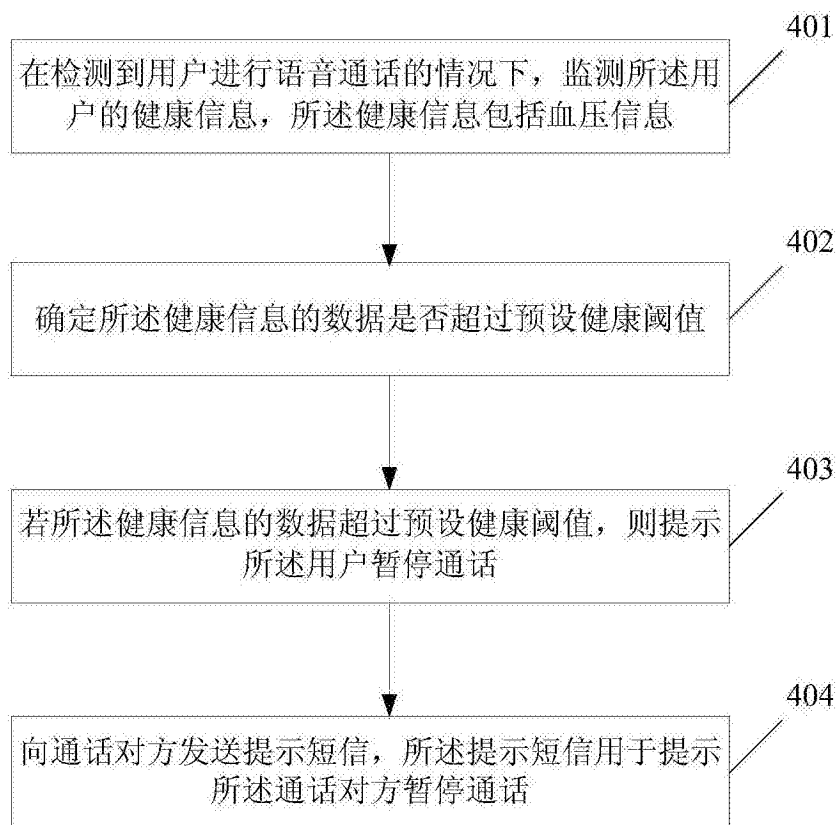 401
在检测到用户进行语音通话的情况下，监测所述用
户的健康信息，所述健康信息包括血压信息
402
确定所述健康信息的数据是否超过预设健康阈值
403
若所述健康信息的数据超过预设健康阈值，则提示
所述用户暂停通话
404
向通话对方发送提示短信，所述提示短信用于提示
所述通话对方暂停通话